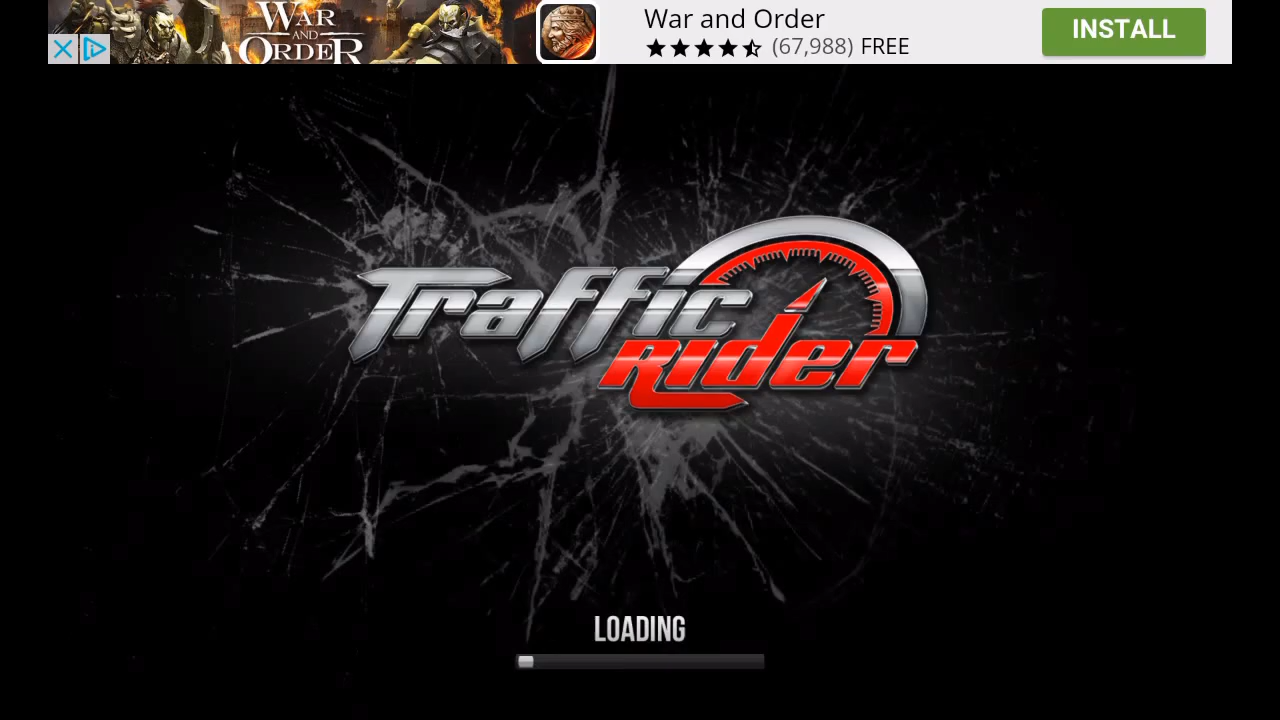 WAR
AND
ORDER
War and Order
(67,988) FREE
INSTALL
Traffic
Rider
LOADING